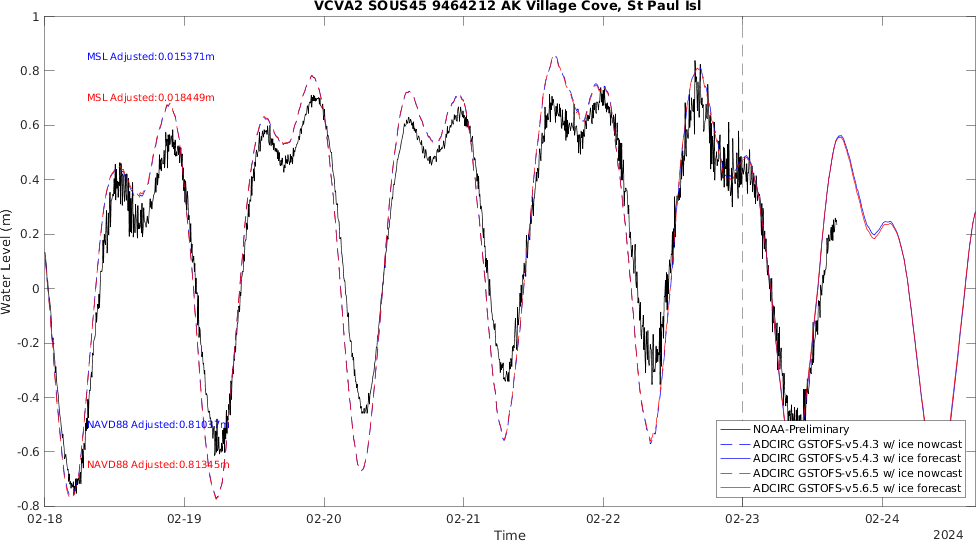 VCVA2 SOUS45 9464212 AK Village Cove, St Paul Isl
1
0.8
0.6
0.4
0.2
0
-0.2
-0.4
-0.6
-0.8
Water Level (m)
MSL Adjusted:0.015371m
MSL Adjusted:0.018449m
NAVD88 Adjusted:0.81037m
NAVD88 Adjusted:0.81345m
NOAA-Preliminary
ADCIRC GSTOFS-v5.4.3 w/ ice nowcast
ADCIRC GSTOFS-v5.4.3 w/ ice forecast
ADCIRC GSTOFS-v5.6.5 w/ ice nowcast
ADCIRC GSTOFS-v5.6.5 w/ ice forecast
02-18 02-19 02-20 02-21 02-22 02-23 02-24
Time
2024